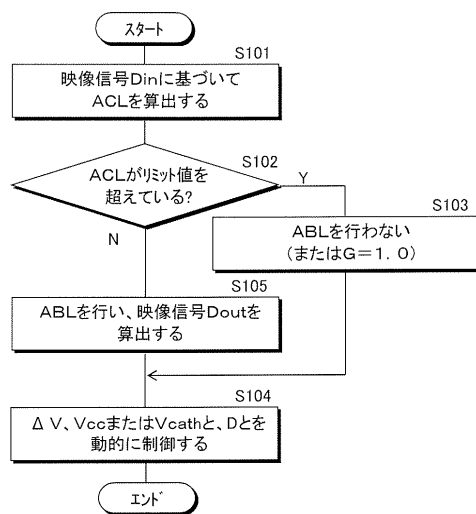 スタート
S101
映像信号Dinに基づいて
ACLを算出する
S102
ACLがリミット値を
超えている?
Y
N
S103
ABLを行わない
(またはG=1.0)
S105
ABLを行い、映像信号Doutを
算出する
S104
ΔV、VccまたはVcathと、Dとを
動的に制御する
エンド